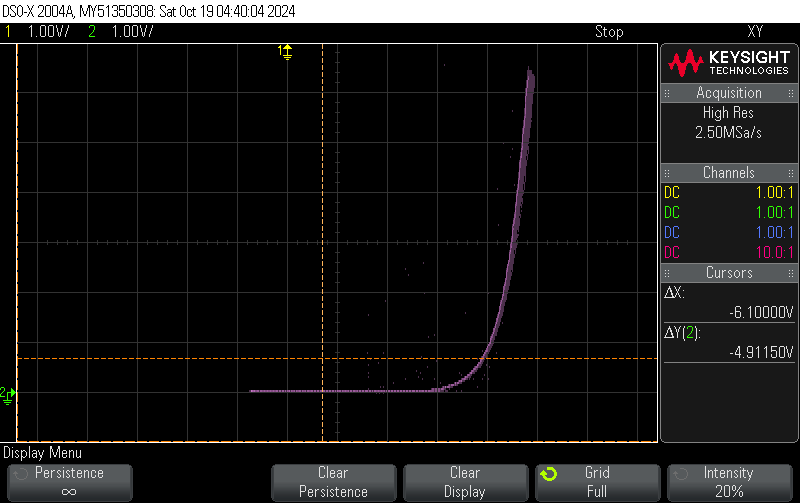 DSO-X 2004A, MY51350308: Sat Oct 19 04:40:04 2024
1 1.00V/ 2 1.00V/ Stop XY
1
KEYSIGHT
TECHNOLOGIES
Acquisition
High Res
2.50MSa/s
Channels
DC 1.00:1
DC 1.00:1
DC 1.00:1
DC 10.0:1
Cursors
ΔX:
-6.10000V
ΔY(2):
-4.91150V
2
Display Menu
Persistence
∞
Clear
Persistence
Clear
Display
Grid
Full
Intensity
20%